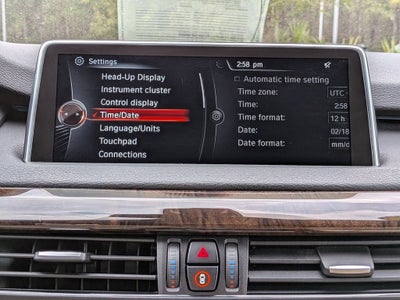 Settings
2:58 pm
Head-Up Display
Instrument cluster
Control display
Time/Date
Language/Units
Touchpad
Connections
Automatic time setting
Time zone: UTC -
Time: 2:58
Time format: 12 h
Date: 02/18
Date format: mm/d